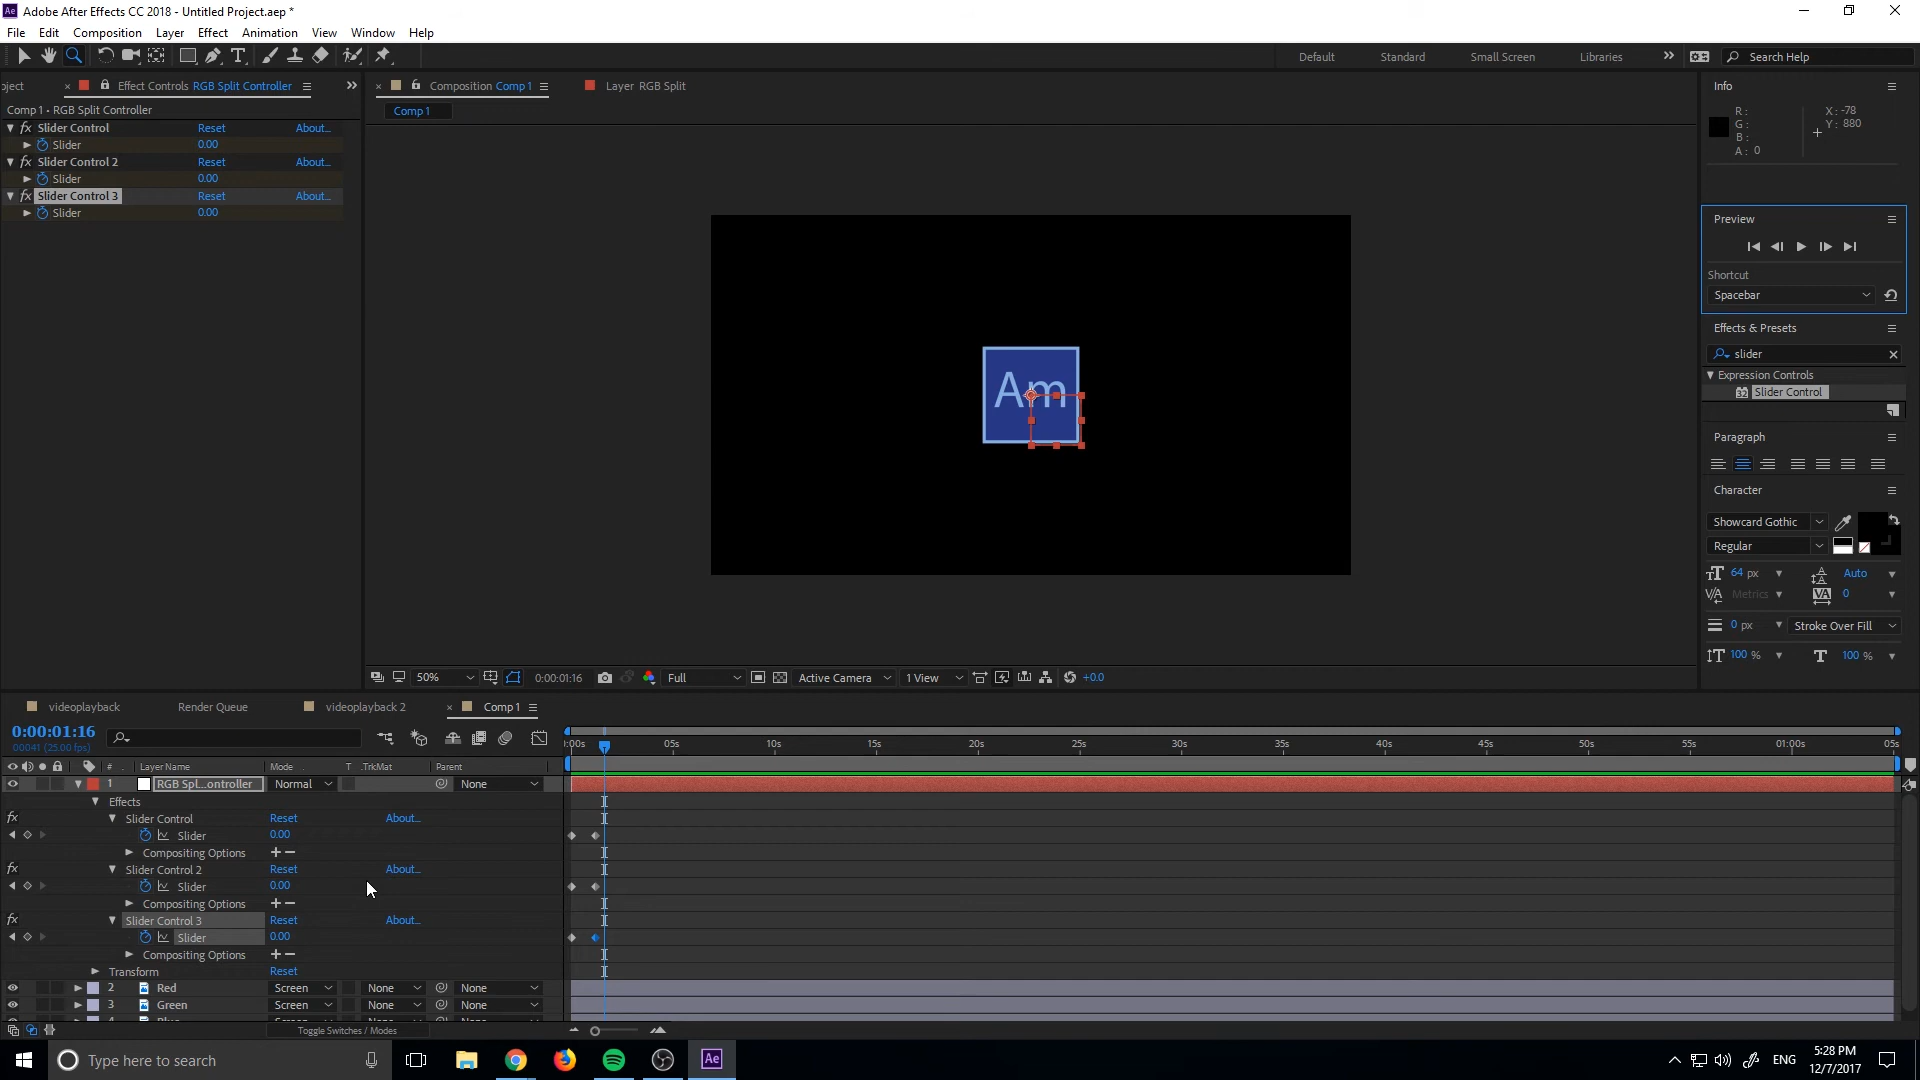 Ae Adobe After Effects CC 2018 - Untitled Project.aep *
File Edit Composition Layer Effect Animation View Window Help
Default Standard Small Screen Libraries Search Help
oject × Effect Controls RGB Split Controller
× Composition Comp 1
Layer RGB Split
Info
Comp 1 • RGB Split Controller
Comp 1
Slider Control Reset About...
Slider 0.00
Slider Control 2 Reset About...
Slider 0.00
Slider Control 3 Reset About...
Slider 0.00
R :
G :
B :
A : 0
X : -78
Y : 880
Preview
Shortcut
Spacebar
Effects & Presets
slider
Expression Controls
32 Slider Control
Paragraph
Character
Showcard Gothic
Regular
64 px Auto
Metrics 0
0 px Stroke Over Fill
100 % 100 %
Am
50% 0:00:01:16 Full Active Camera 1 View +0.0
videoplayback Render Queue videoplayback 2 × Comp 1
0:00:01:16
00041 (25.00 fps)
:00s 05s 10s 15s 20s 25s 30s 35s 40s 45s 50s 55s 01:00s 05s
# Layer Name Mode T .TrkMat Parent
1 RGB Spl...ontroller Normal None
Effects
fx Slider Control Reset About...
Slider 0.00
Compositing Options + −
fx Slider Control 2 Reset About...
Slider 0.00
Compositing Options + −
fx Slider Control 3 Reset About...
Slider 0.00
Compositing Options + −
Transform Reset
2 Red Screen None None
3 Green Screen None None
Toggle Switches / Modes
Type here to search
Ae
ENG
5:28 PM
12/7/2017